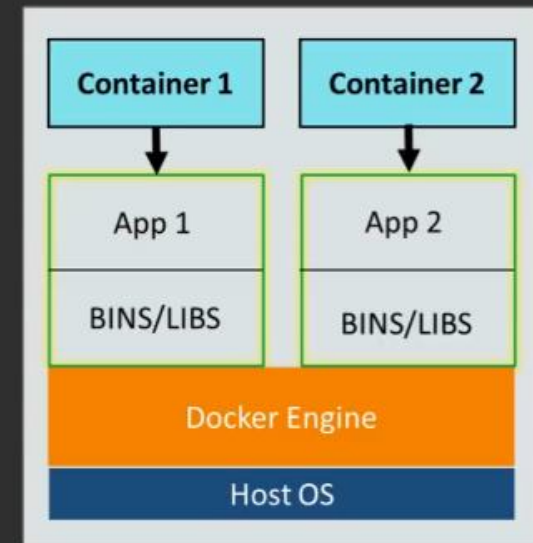 Container 1
Container 2
App 1
App 2
BINS/LIBS
BINS/LIBS
Docker Engine
Host OS